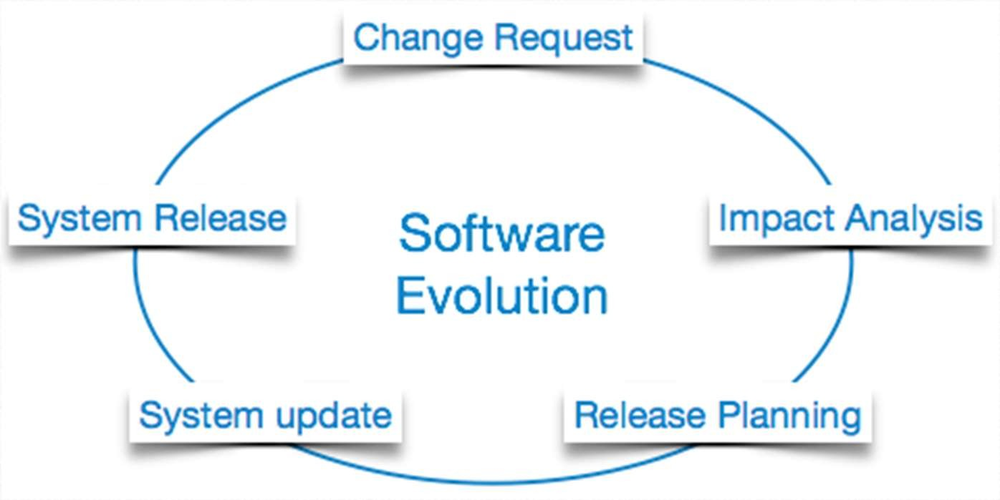 Change Request
System Release
Impact Analysis
Software
Evolution
System update
Release Planning